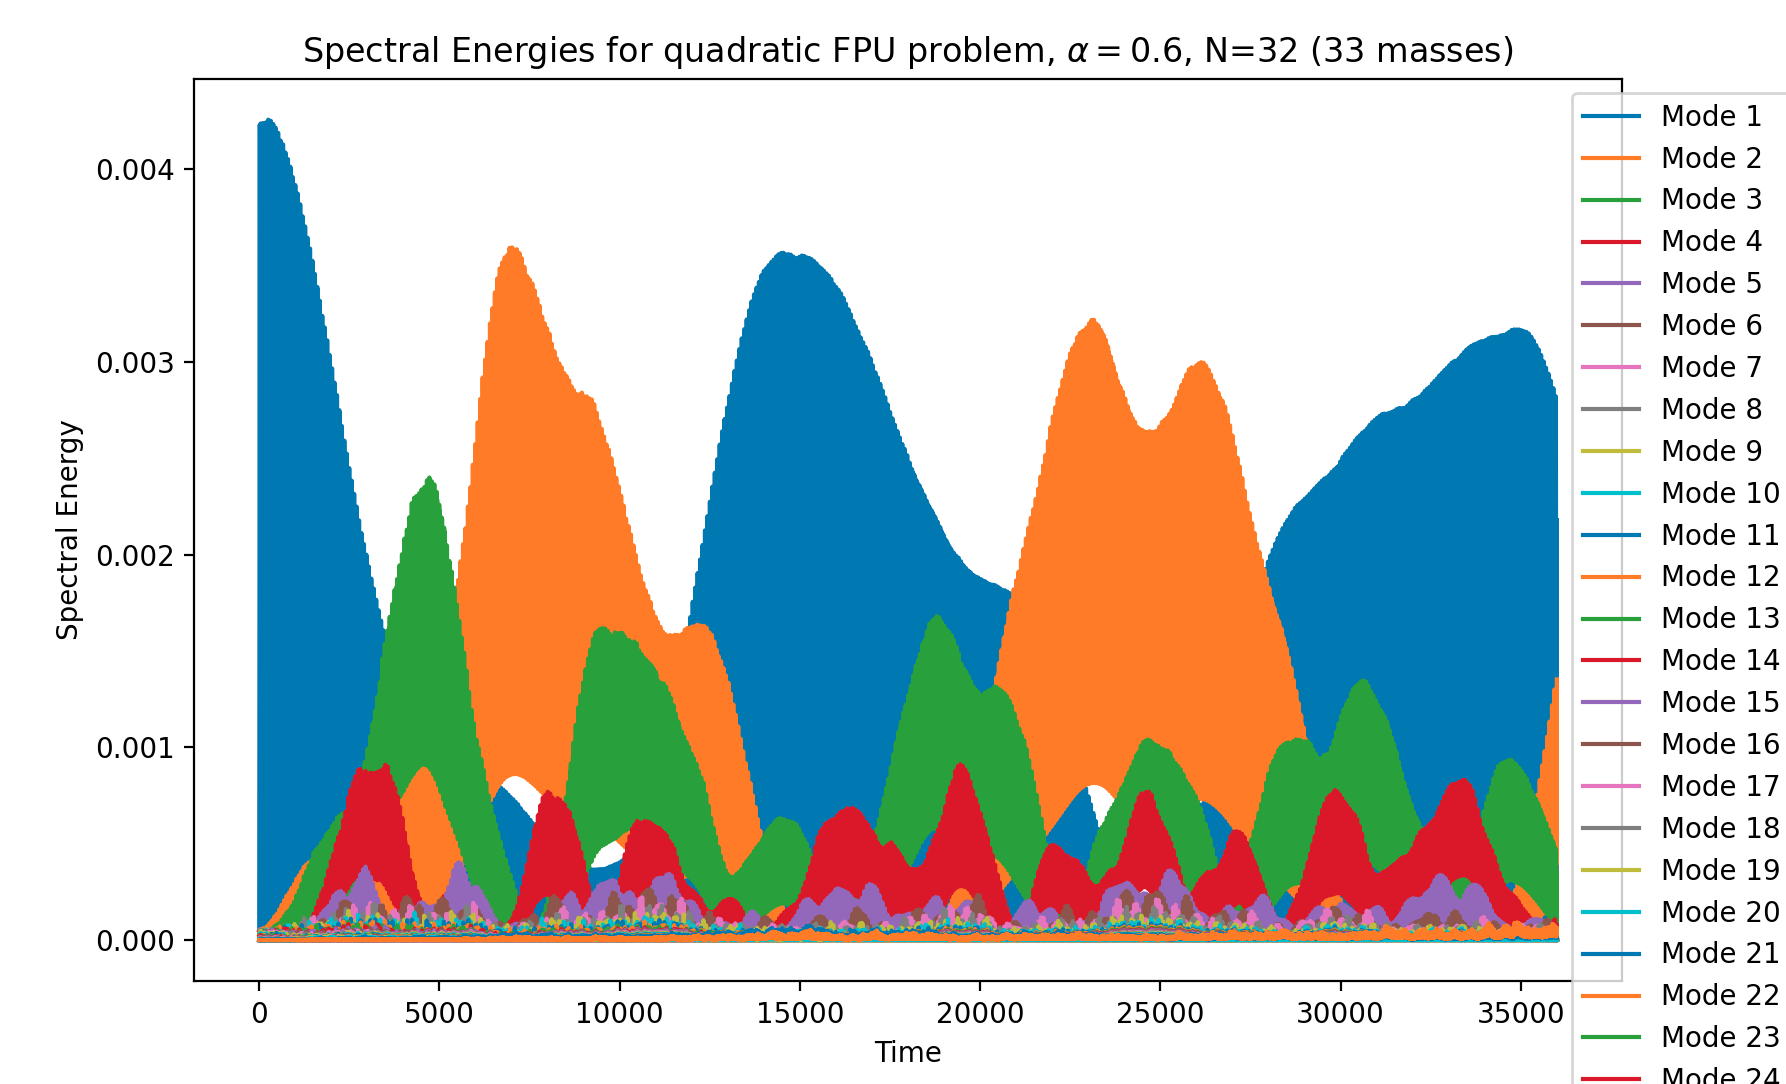 Spectral Energies for quadratic FPU problem, α = 0.6, N=32 (33 masses)
Spectral Energy
0.004
0.003
0.002
0.001
0.000
0 5000 10000 15000 20000 25000 30000 35000
Time
Mode 1
Mode 2
Mode 3
Mode 4
Mode 5
Mode 6
Mode 7
Mode 8
Mode 9
Mode 10
Mode 11
Mode 12
Mode 13
Mode 14
Mode 15
Mode 16
Mode 17
Mode 18
Mode 19
Mode 20
Mode 21
Mode 22
Mode 23
Mode 24